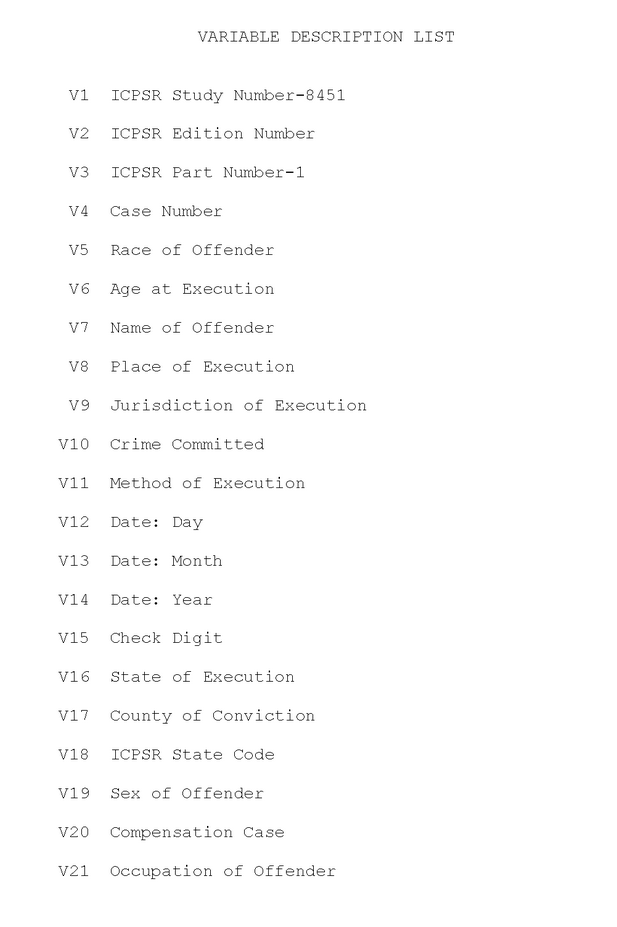 VARIABLE DESCRIPTION LIST
V1 ICPSR Study Number-8451
V2 ICPSR Edition Number
V3 ICPSR Part Number-1
V4 Case Number
V5 Race of Offender
V6 Age at Execution
V7 Name of Offender
V8 Place of Execution
V9 Jurisdiction of Execution
V10 Crime Committed
V11 Method of Execution
V12 Date: Day
V13 Date: Month
V14 Date: Year
V15 Check Digit
V16 State of Execution
V17 County of Conviction
V18 ICPSR State Code
V19 Sex of Offender
V20 Compensation Case
V21 Occupation of Offender